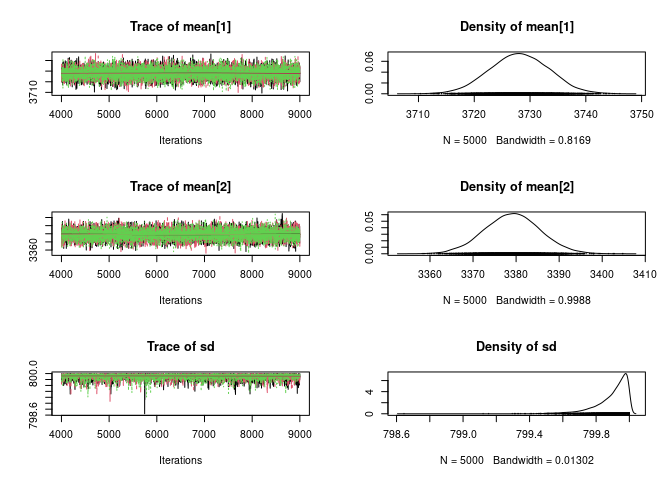 Trace of mean[1]
3710
4000 5000 6000 7000 8000 9000
Iterations
Density of mean[1]
0.00 0.06
3710 3720 3730 3740 3750
N = 5000 Bandwidth = 0.8169
Trace of mean[2]
3360
4000 5000 6000 7000 8000 9000
Iterations
Density of mean[2]
0.00 0.05
3360 3370 3380 3390 3400 3410
N = 5000 Bandwidth = 0.9988
Trace of sd
798.6 800.0
4000 5000 6000 7000 8000 9000
Iterations
Density of sd
0 4
798.6 799.0 799.4 799.8
N = 5000 Bandwidth = 0.01302